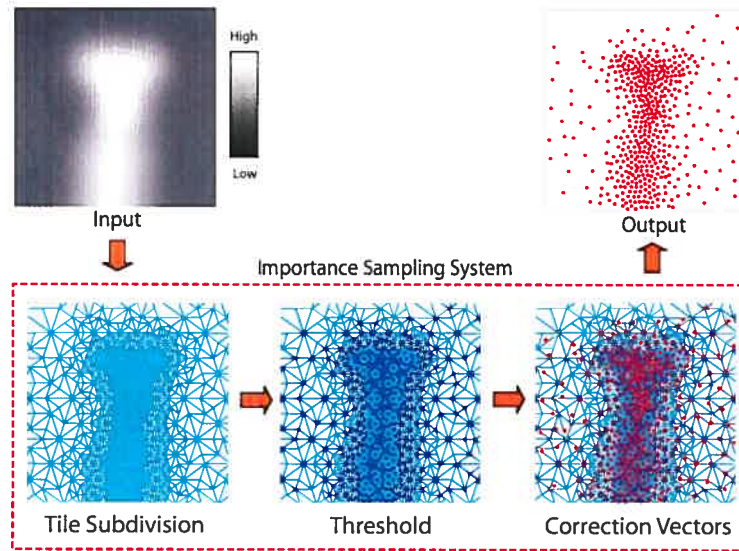 High
Low
Input
Output
Importance Sampling System
Tile Subdivision
Threshold
Correction Vectors